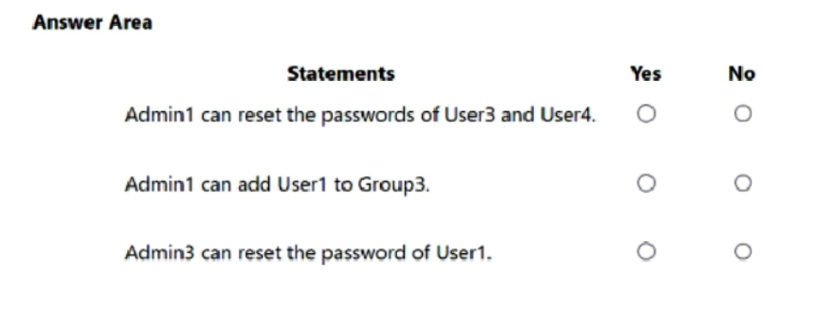 Answer Area
Statements Yes No
Admin1 can reset the passwords of User3 and User4.
Admin1 can add User1 to Group3.
Admin3 can reset the password of User1.